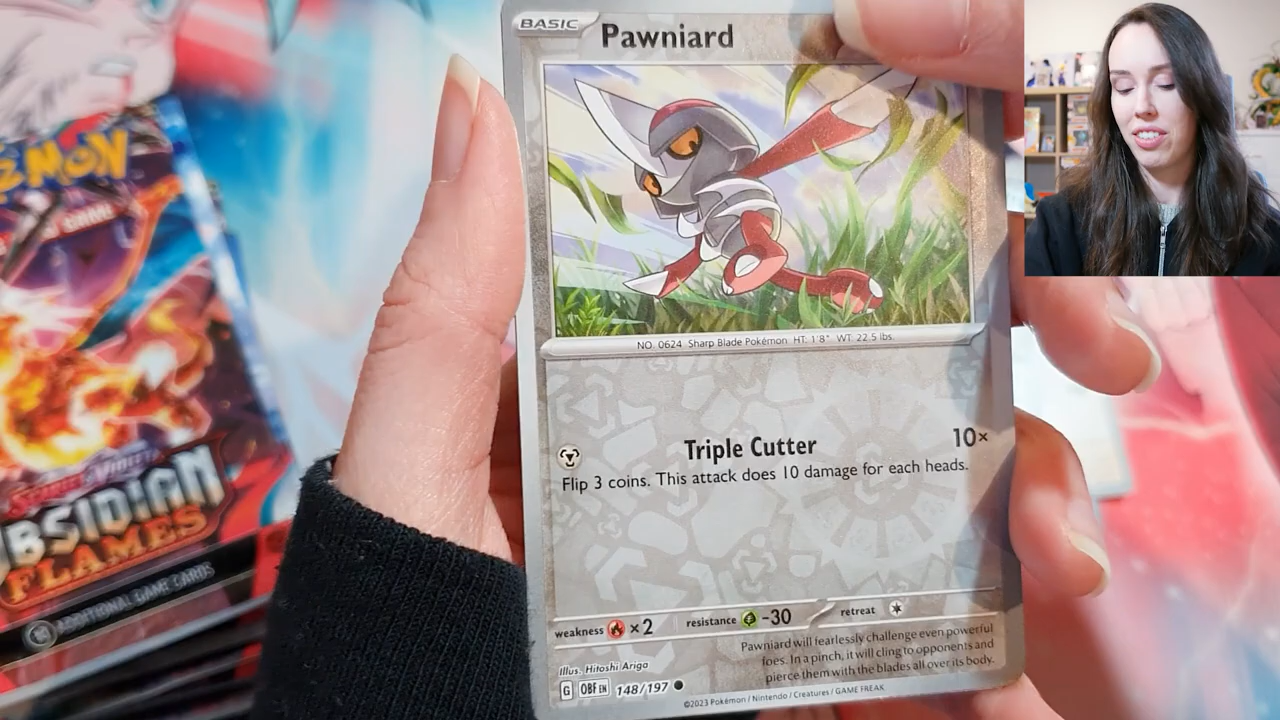 BASIC
Pawniard
NO. 0624 Sharp Blade Pokémon HT: 1'8" WT: 22.5 lbs.
Triple Cutter 10×
Flip 3 coins. This attack does 10 damage for each heads.
weakness ×2 resistance -30 retreat
Pawniard will fearlessly challenge even powerful
foes. In a pinch, it will cling to opponents and
pierce them with the blades all over its body.
Illus. Hitoshi Ariga
G OBF EN 148/197
©2023 Pokémon / Nintendo / Creatures / GAME FREAK
EMON
BSIDIAN
FLAMES
ADDITIONAL GAME CARDS